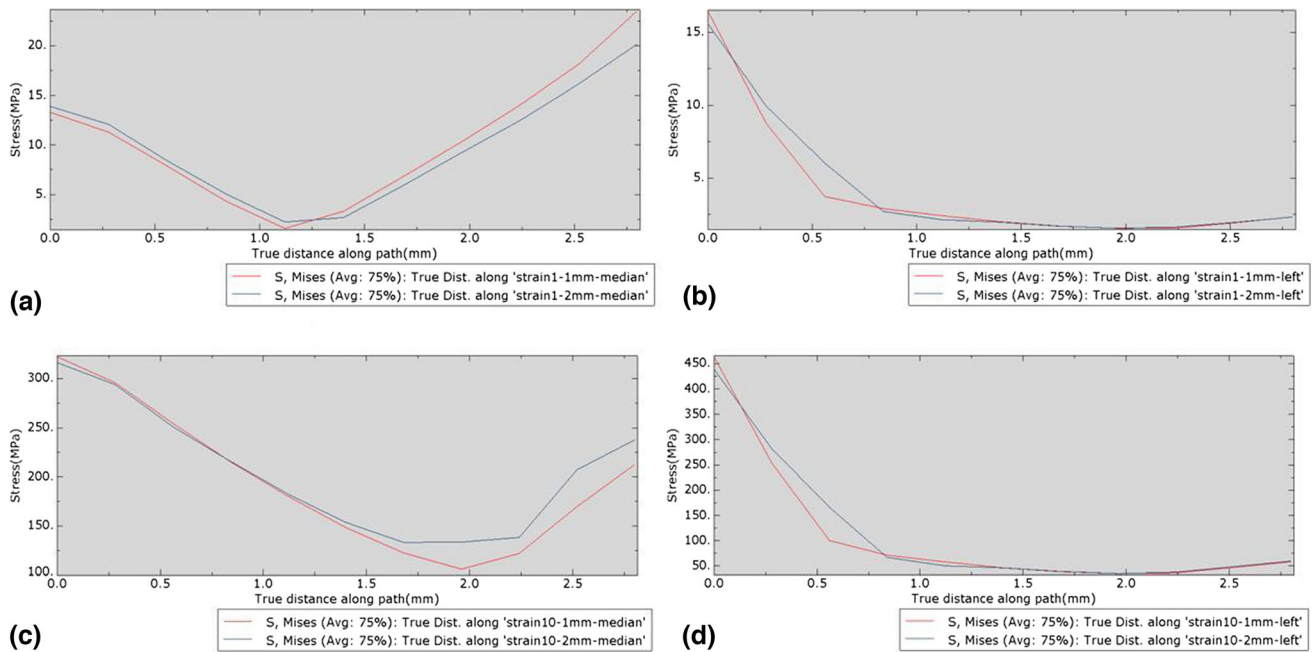 20.
15.
10.
5.
Stress(MPa)
0.0 0.5 1.0 1.5 2.0 2.5
True distance along path(mm)
S, Mises (Avg: 75%): True Dist. along 'strain1-1mm-median'
S, Mises (Avg: 75%): True Dist. along 'strain1-2mm-median'
(a)
15.
10.
5.
Stress(MPa)
0.0 0.5 1.0 1.5 2.0 2.5
True distance along path(mm)
S, Mises (Avg: 75%): True Dist. along 'strain1-1mm-left'
S, Mises (Avg: 75%): True Dist. along 'strain1-2mm-left'
(b)
300.
250.
200.
150.
100.
Stress(MPa)
0.0 0.5 1.0 1.5 2.0 2.5
True distance along path(mm)
S, Mises (Avg: 75%): True Dist. along 'strain10-1mm-median'
S, Mises (Avg: 75%): True Dist. along 'strain10-2mm-median'
(c)
450.
400.
350.
300.
250.
200.
150.
100.
50.
Stress(MPa)
0.0 0.5 1.0 1.5 2.0 2.5
True distance along path(mm)
S, Mises (Avg: 75%): True Dist. along 'strain10-1mm-left'
S, Mises (Avg: 75%): True Dist. along 'strain10-2mm-left'
(d)